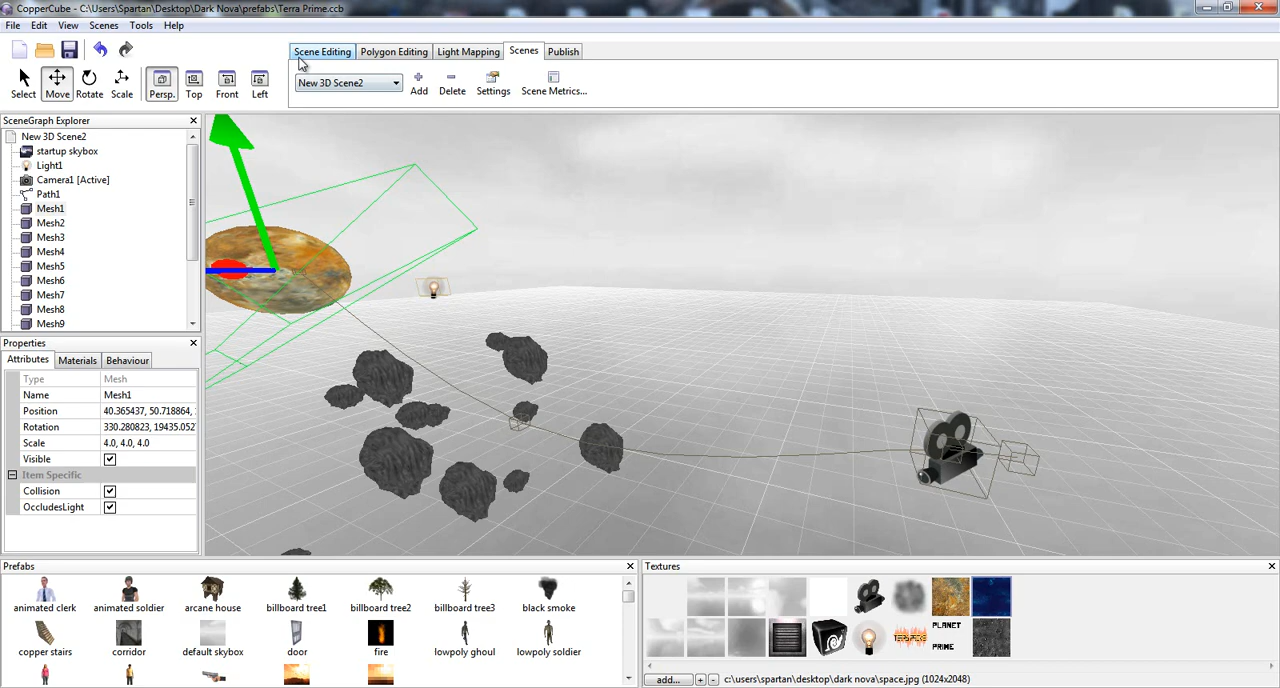 CopperCube - C:\Users\Spartan\Desktop\Dark Nova\prefabs\Terra Prime.ccb
File Edit View Scenes Tools Help
Scene Editing Polygon Editing Light Mapping Scenes Publish
New 3D Scene2
Select Move Rotate Scale Persp. Top Front Left Add Delete Settings Scene Metrics...
SceneGraph Explorer
New 3D Scene2
startup skybox
Light1
Camera1 [Active]
Path1
Mesh1
Mesh2
Mesh3
Mesh4
Mesh5
Mesh6
Mesh7
Mesh8
Mesh9
Properties
Attributes Materials Behaviour
Type Mesh
Name Mesh1
Position 40.365437, 50.718864,
Rotation 330.280823, 19435.052
Scale 4.0, 4.0, 4.0
Visible
Item Specific
Collision
OccludesLight
Prefabs
animated clerk animated soldier arcane house billboard tree1 billboard tree2 billboard tree3 black smoke
copper stairs corridor default skybox door fire lowpoly ghoul lowpoly soldier
Textures
PLANET
PRIME
add... + - c:\users\spartan\desktop\dark nova\space.jpg (1024x2048)